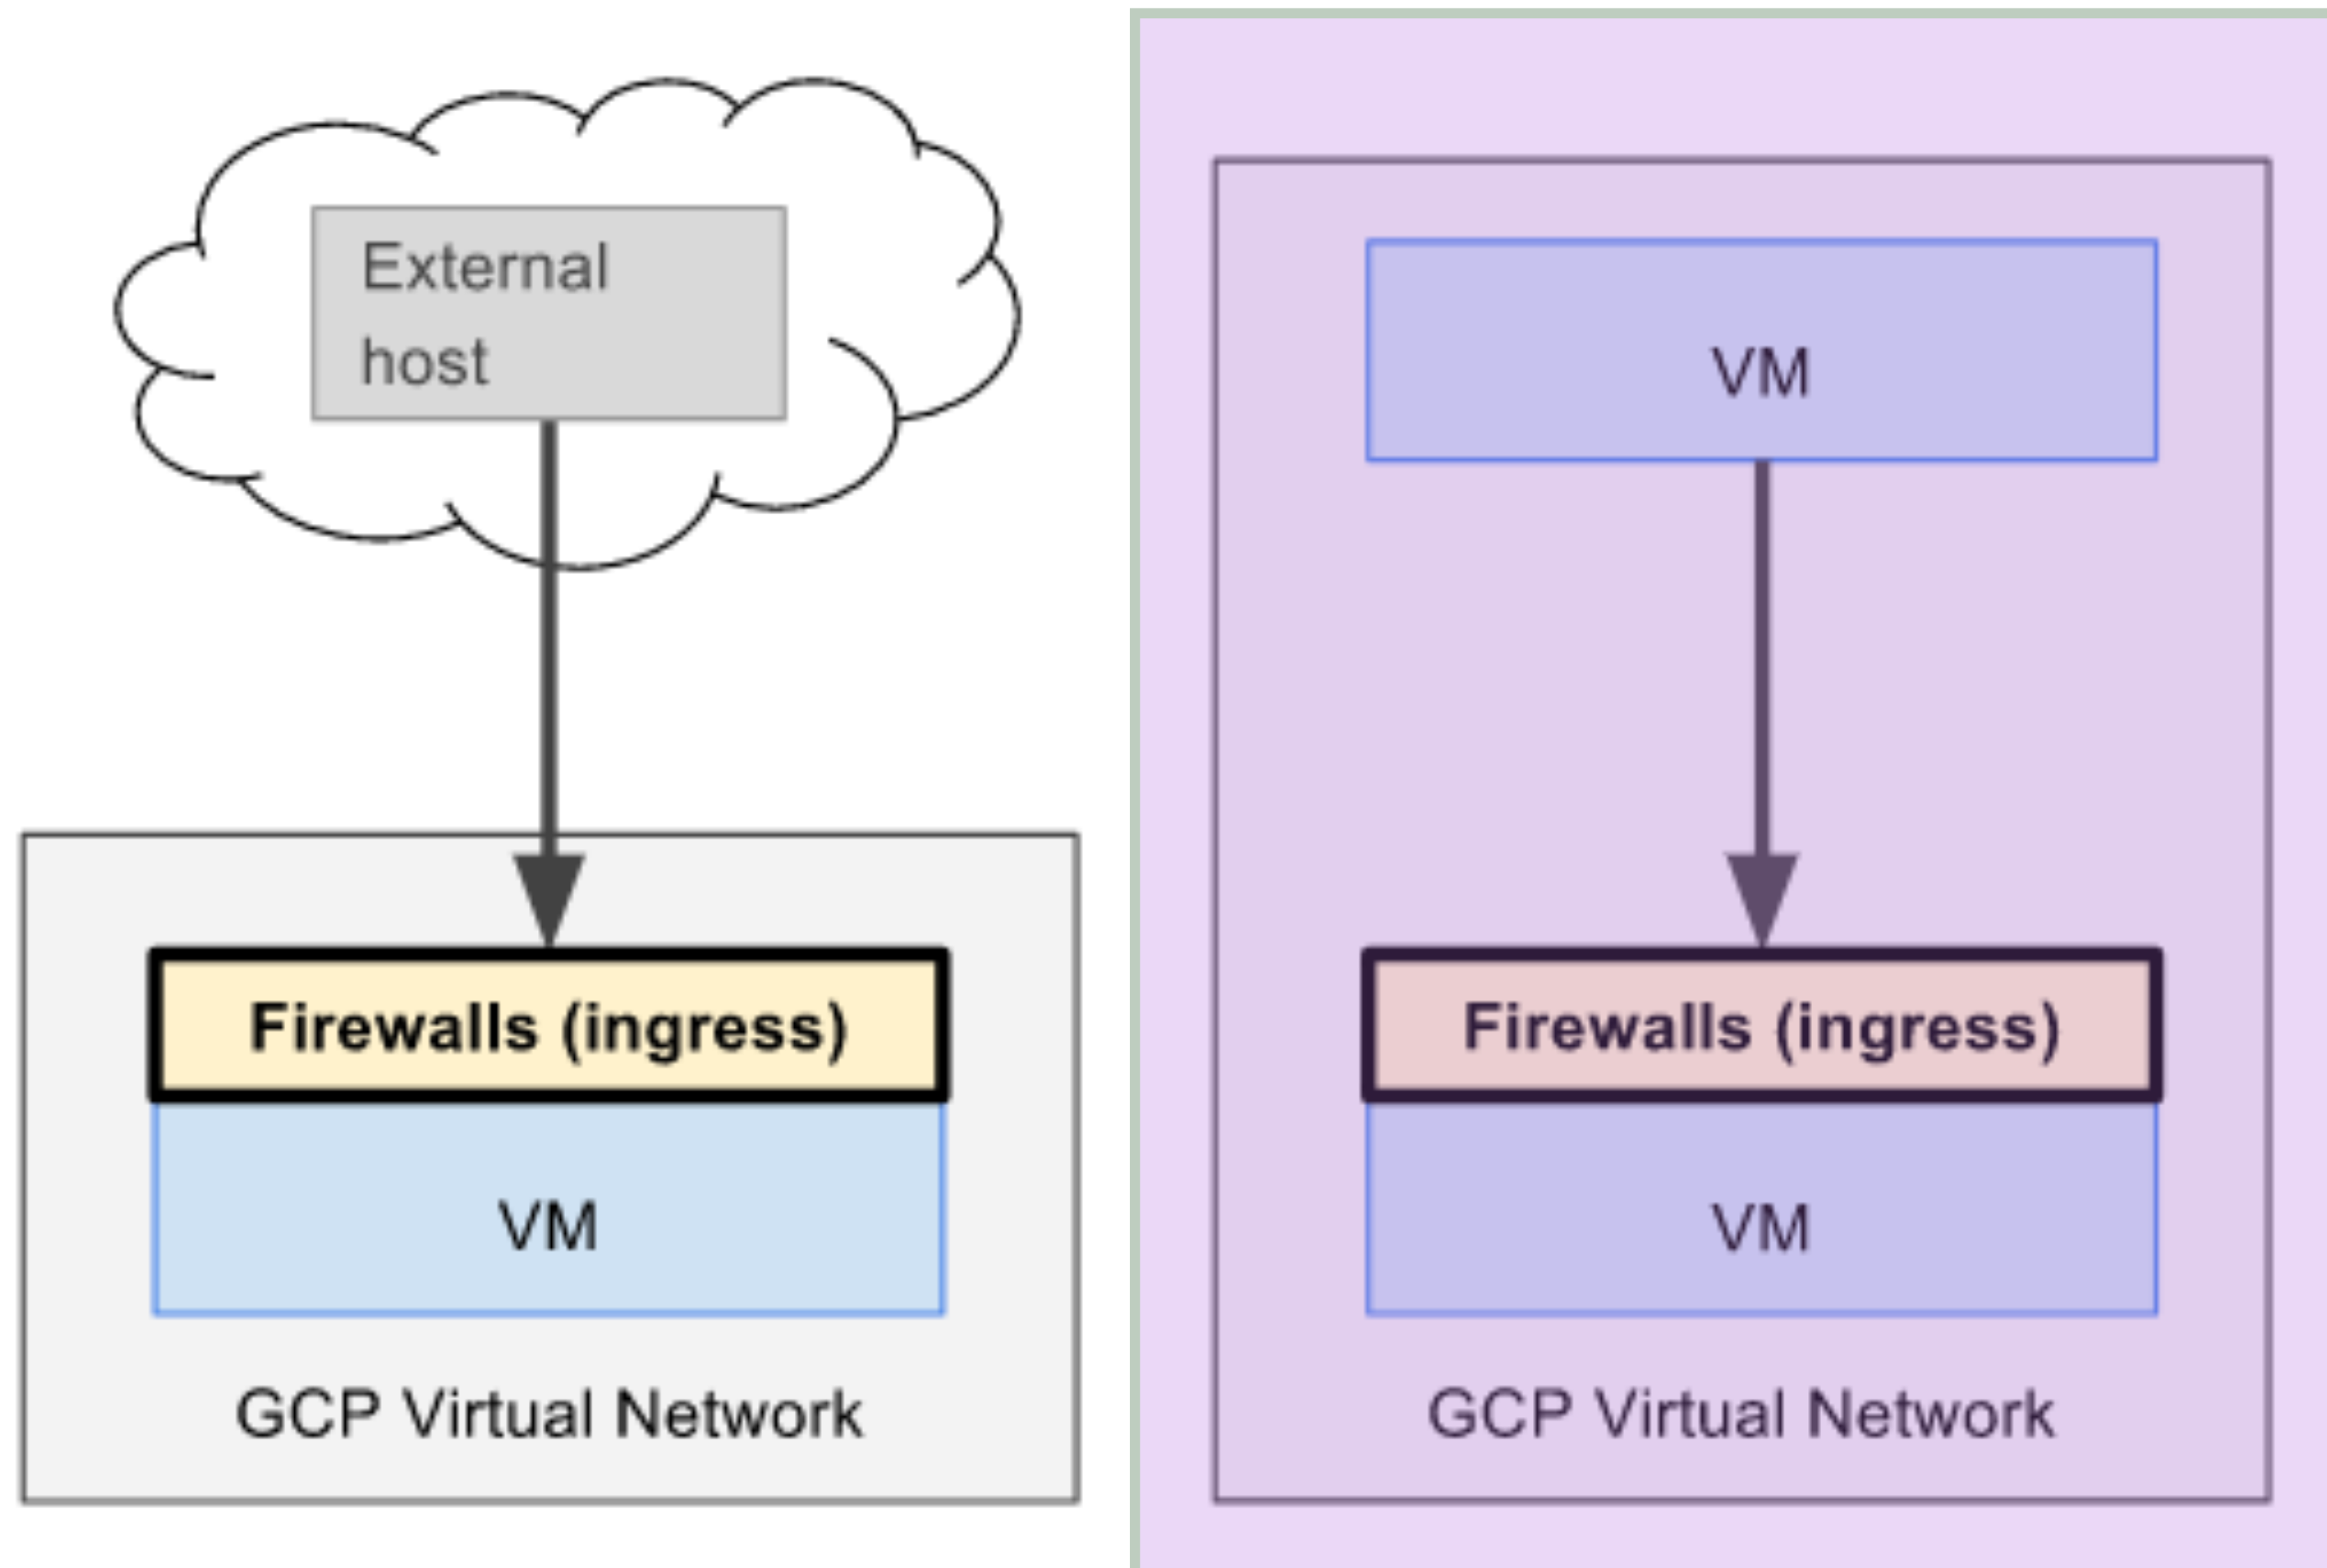 External
host
Firewalls (ingress)
VM
GCP Virtual Network
VM
Firewalls (ingress)
VM
GCP Virtual Network